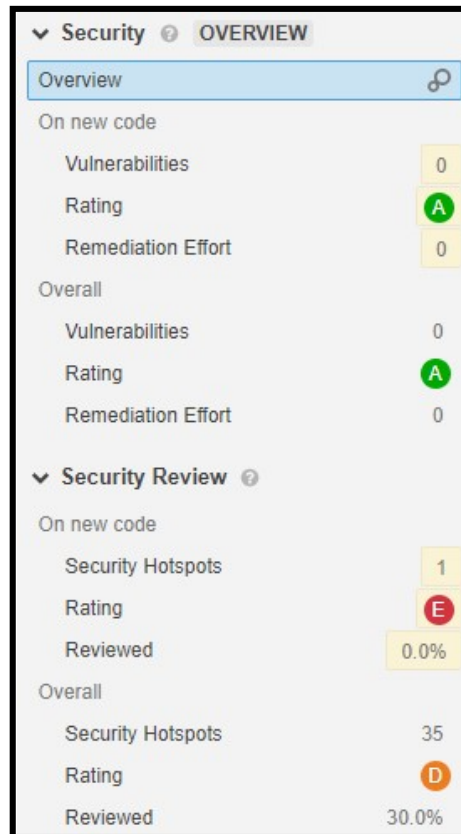 Security ? OVERVIEW
Overview
On new code
Vulnerabilities 0
Rating A
Remediation Effort 0
Overall
Vulnerabilities 0
Rating A
Remediation Effort 0
Security Review ?
On new code
Security Hotspots 1
Rating E
Reviewed 0.0%
Overall
Security Hotspots 35
Rating D
Reviewed 30.0%